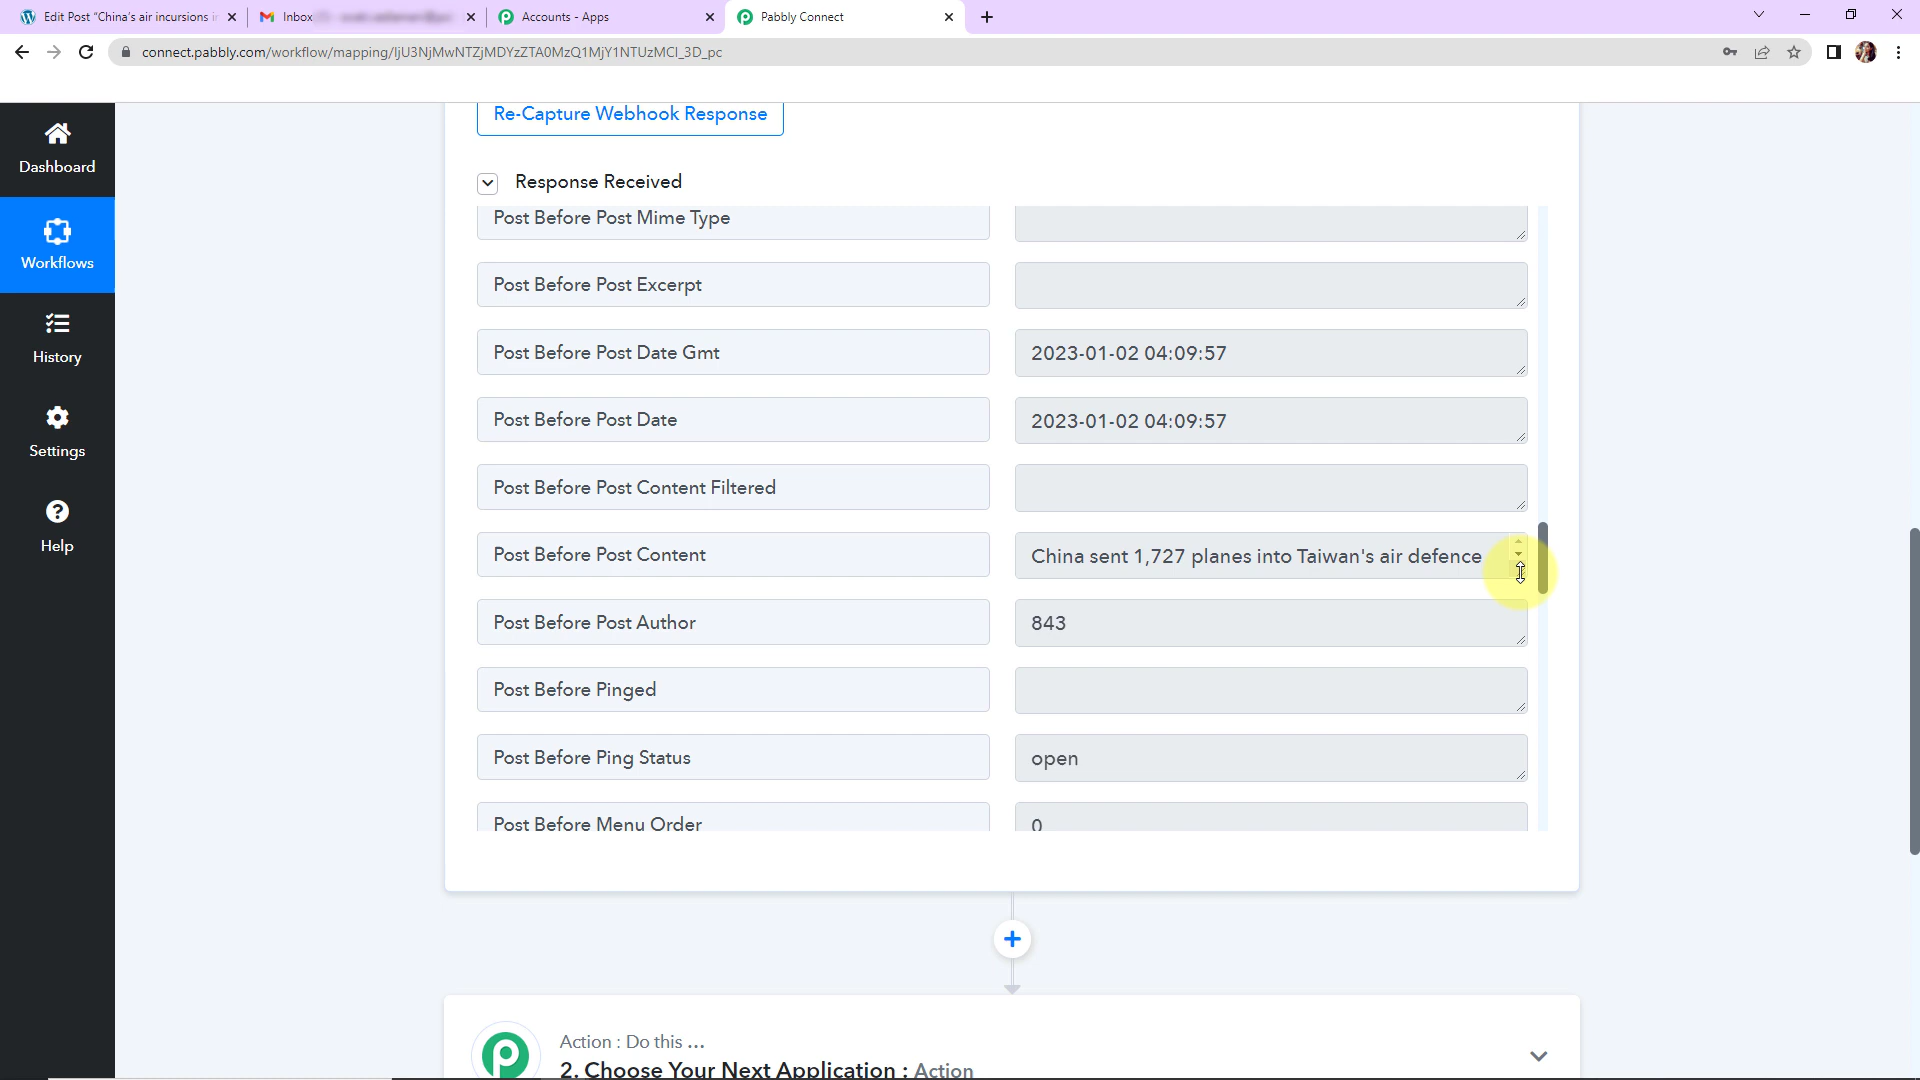 Edit Post “China’s air incursions i
Inbox
Accounts - Apps
Pabbly Connect
connect.pabbly.com/workflow/mapping/IjU3NjMwNTZjMDYzZTA0MzQ1MjY1NTUzMCI_3D_pc
Re-Capture Webhook Response
Dashboard
Response Received
Post Before Post Mime Type
Workflows
Post Before Post Excerpt
Post Before Post Date Gmt
2023-01-02 04:09:57
History
Post Before Post Date
2023-01-02 04:09:57
Settings
Post Before Post Content Filtered
Post Before Post Content
China sent 1,727 planes into Taiwan's air defence
Help
Post Before Post Author
843
Post Before Pinged
Post Before Ping Status
open
Post Before Menu Order
0
Action : Do this ...
2. Choose Your Next Application : Action